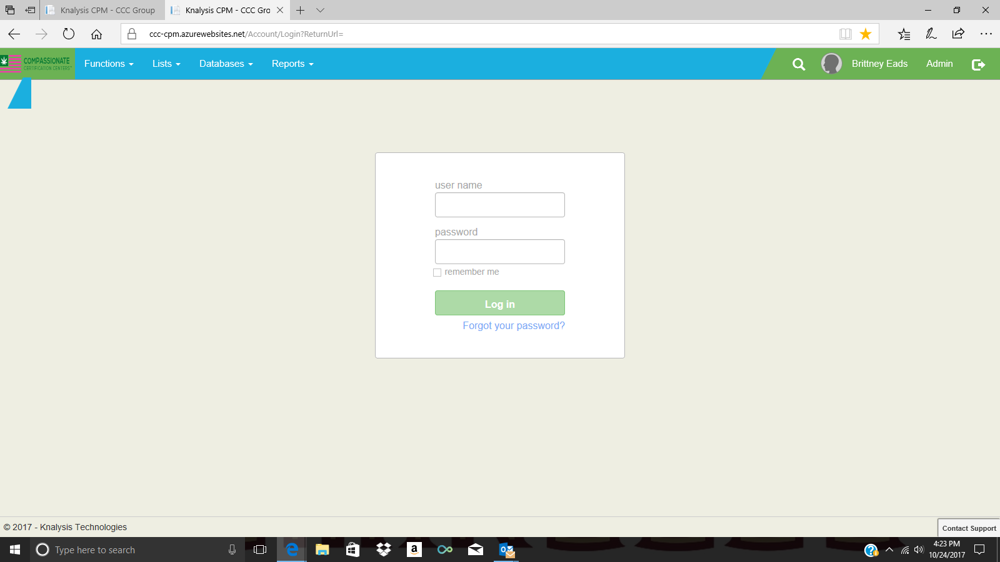 Knalysis CPM - CCC Group
Knalysis CPM - CCC Gro
ccc-cpm.azurewebsites.net/Account/Login?ReturnUrl=
COMPASSIONATE
CERTIFICATION CENTERS
Functions
Lists
Databases
Reports
Brittney Eads
Admin
user name
password
remember me
Log in
Forgot your password?
© 2017 - Knalysis Technologies
Contact Support
Type here to search
4:23 PM
10/24/2017